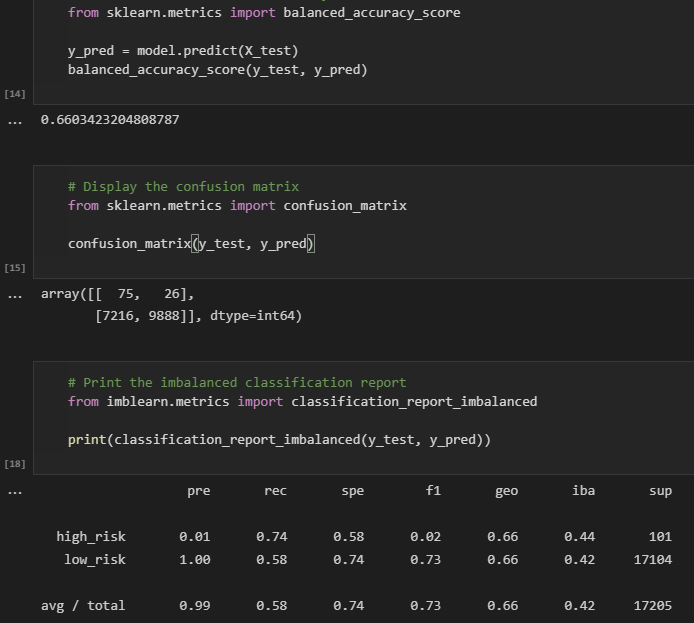 from sklearn.metrics import balanced_accuracy_score
y_pred = model.predict(X_test)
balanced_accuracy_score(y_test, y_pred)
[14]
... 0.6603423204808787
# Display the confusion matrix
from sklearn.metrics import confusion_matrix
confusion_matrix(y_test, y_pred)
[15]
... array([[  75,   26],
       [7216, 9888]], dtype=int64)
# Print the imbalanced classification report
from imblearn.metrics import classification_report_imbalanced
print(classification_report_imbalanced(y_test, y_pred))
[18]
... pre rec spe f1 geo iba sup
high_risk 0.01 0.74 0.58 0.02 0.66 0.44 101
low_risk 1.00 0.58 0.74 0.73 0.66 0.42 17104
avg / total 0.99 0.58 0.74 0.73 0.66 0.42 17205